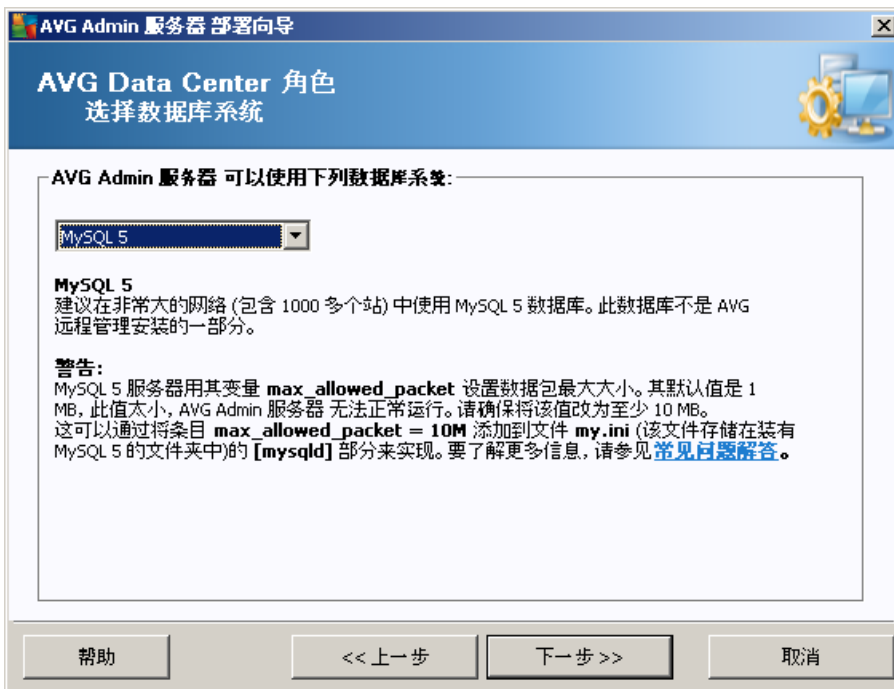 AVG Admin 服务器 部署向导
AVG Data Center 角色
选择数据库系统
AVG Admin 服务器 可以使用下列数据库系统:
MySQL 5
MySQL 5
建议在非常大的网络 (包含 1000 多个站) 中使用 MySQL 5 数据库。此数据库不是 AVG
远程管理安装的一部分。
警告:
MySQL 5 服务器用其变量 max_allowed_packet 设置数据包最大大小。其默认值是 1
MB, 此值太小, AVG Admin 服务器 无法正常运行。请确保将该值改为至少 10 MB。
这可以通过将条目 max_allowed_packet = 10M 添加到文件 my.ini (该文件存储在装有
MySQL 5 的文件夹中)的 [mysqld] 部分来实现。要了解更多信息, 请参见常见问题解答。
帮助
<< 上一步
下一步 >>
取消